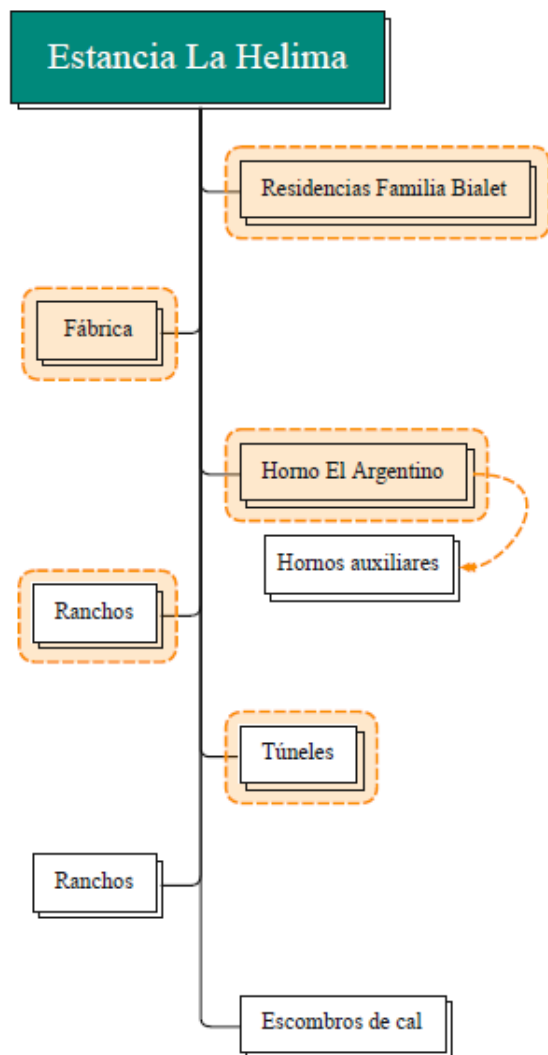 Estancia La Helima
Residencias Familia Bialet
Fábrica
Horno El Argentino
Hornos auxiliares
Ranchos
Túneles
Ranchos
Escombros de cal